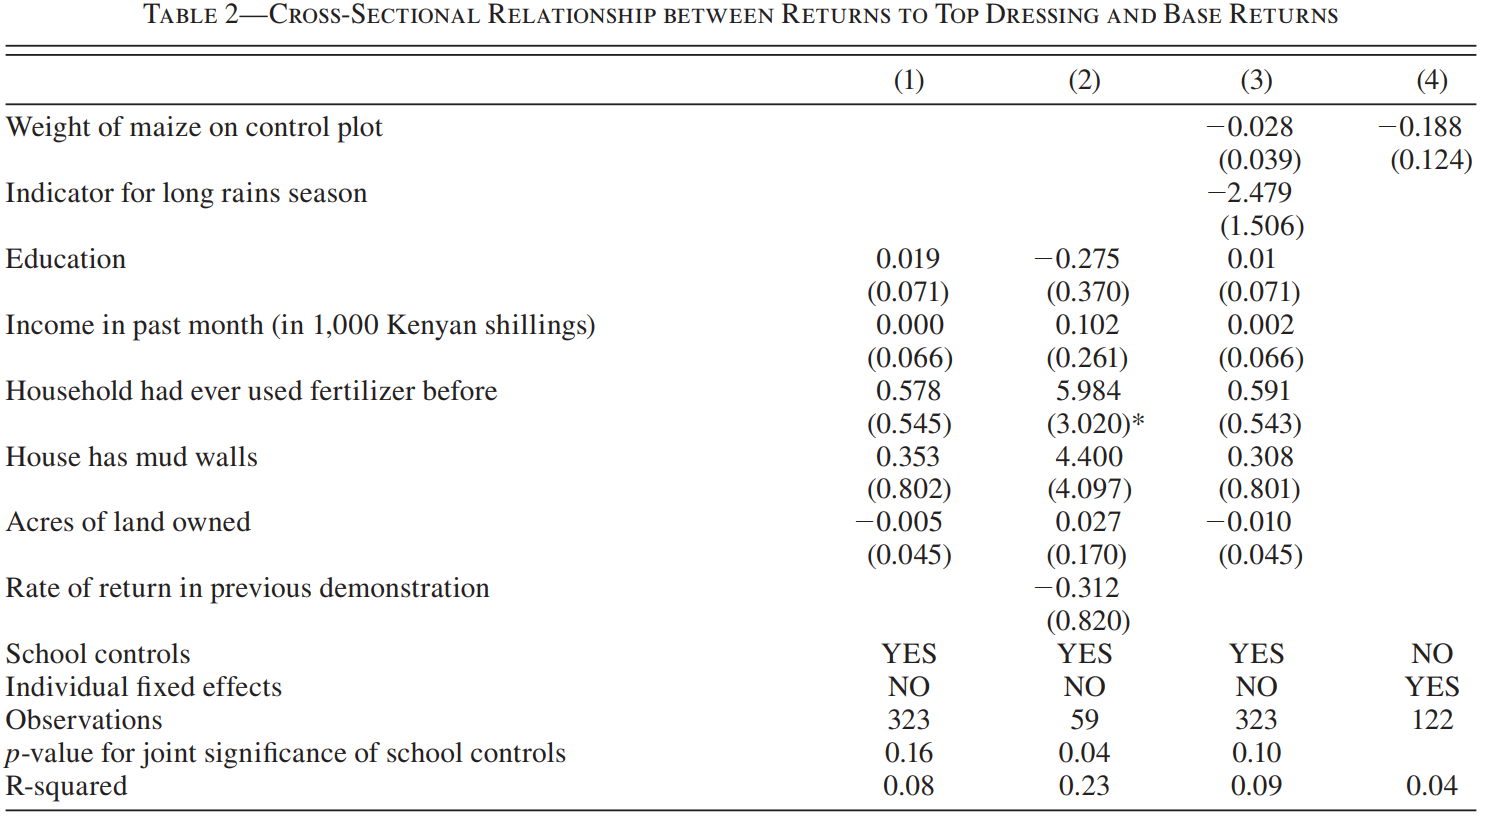 TABLE 2—CROSS-SECTIONAL RELATIONSHIP BETWEEN RETURNS TO TOP DRESSING AND BASE RETURNS
(1) (2) (3) (4)
Weight of maize on control plot −0.028 −0.188
(0.039) (0.124)
Indicator for long rains season −2.479
(1.506)
Education 0.019 −0.275 0.01
(0.071) (0.370) (0.071)
Income in past month (in 1,000 Kenyan shillings) 0.000 0.102 0.002
(0.066) (0.261) (0.066)
Household had ever used fertilizer before 0.578 5.984 0.591
(0.545) (3.020)* (0.543)
House has mud walls 0.353 4.400 0.308
(0.802) (4.097) (0.801)
Acres of land owned −0.005 0.027 −0.010
(0.045) (0.170) (0.045)
Rate of return in previous demonstration −0.312
(0.820)
School controls YES YES YES NO
Individual fixed effects NO NO NO YES
Observations 323 59 323 122
p-value for joint significance of school controls 0.16 0.04 0.10
R-squared 0.08 0.23 0.09 0.04